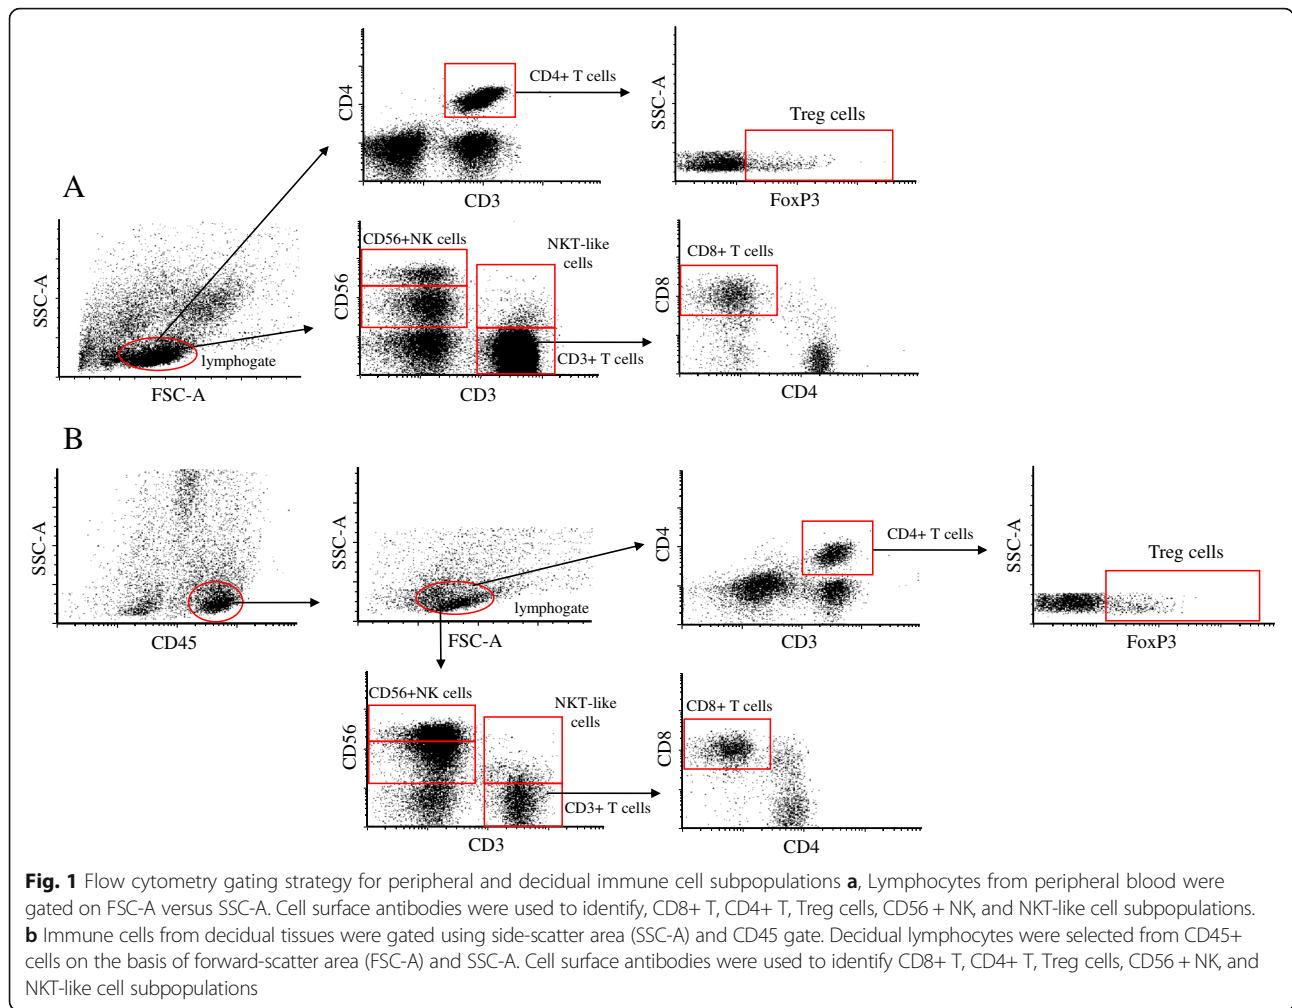 A
CD4
CD3
CD4+ T cells
SSC-A
Treg cells
FoxP3
SSC-A
FSC-A
lymphogate
CD56
CD56+NK cells
NKT-like
cells
CD3+ T cells
CD3
CD8
CD8+ T cells
CD4
B
SSC-A
CD45
SSC-A
lymphogate
FSC-A
CD4
CD4+ T cells
CD3
SSC-A
Treg cells
FoxP3
CD56
CD56+NK cells
NKT-like
cells
CD3+ T cells
CD3
CD8
CD8+ T cells
CD4
Fig. 1 Flow cytometry gating strategy for peripheral and decidual immune cell subpopulations a, Lymphocytes from peripheral blood were
gated on FSC-A versus SSC-A. Cell surface antibodies were used to identify, CD8+ T, CD4+ T, Treg cells, CD56 + NK, and NKT-like cell subpopulations.
b Immune cells from decidual tissues were gated using side-scatter area (SSC-A) and CD45 gate. Decidual lymphocytes were selected from CD45+
cells on the basis of forward-scatter area (FSC-A) and SSC-A. Cell surface antibodies were used to identify CD8+ T, CD4+ T, Treg cells, CD56 + NK, and
NKT-like cell subpopulations